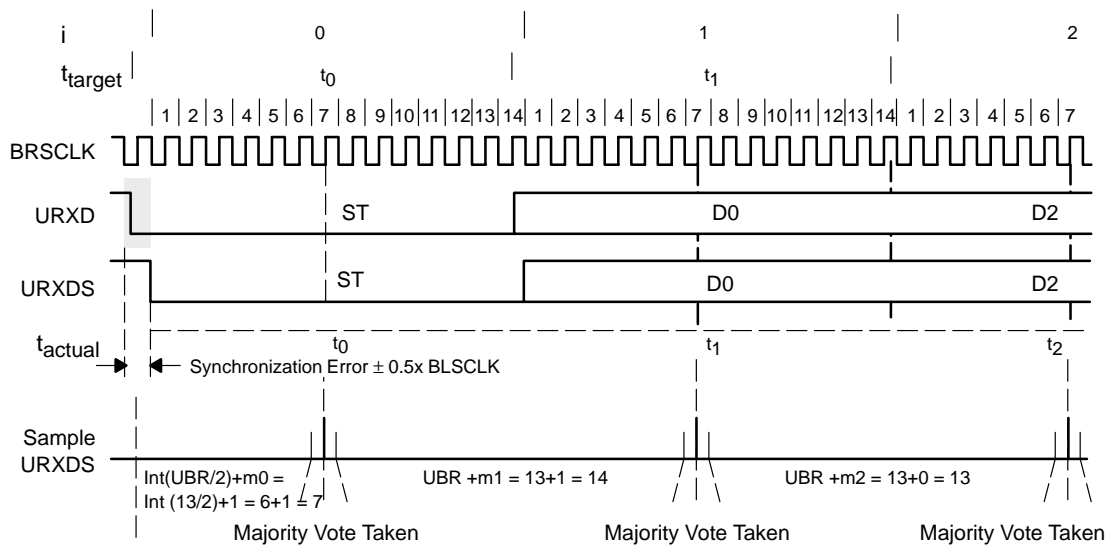 i 0 1 2
ttarget t0 t1
1 2 3 4 5 6 7 8 9 10 11 12 13 14 1 2 3 4 5 6 7 8 9 10 11 12 13 14 1 2 3 4 5 6 7
BRSCLK
URXD ST D0 D2
URXDS ST D0 D2
tactual t0 t1 t2
Synchronization Error ± 0.5x BLSCLK
Sample
URXDS
Int(UBR/2)+m0 =
Int (13/2)+1 = 6+1 = 7
UBR +m1 = 13+1 = 14
UBR +m2 = 13+0 = 13
Majority Vote Taken Majority Vote Taken Majority Vote Taken